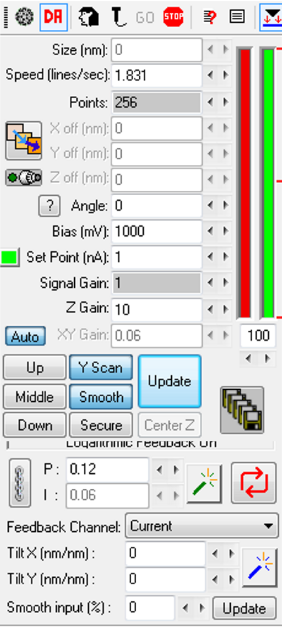 DA GO STOP ?
Size (nm): 0
Speed (lines/sec): 1.831
Points: 256
X off (nm): 0
Y off (nm): 0
Z off (nm): 0
? Angle: 0
Bias (mV): 1000
Set Point (nA): 1
Signal Gain: 1
Z Gain: 10
Auto XY Gain: 0.06 100
Up Y Scan Update
Middle Smooth
Down Secure Center Z
Logarithmic Feedback On
P : 0.12
I : 0.06
Feedback Channel: Current
Tilt X (nm/nm) : 0
Tilt Y (nm/nm) : 0
Smooth input (%) : 0 Update